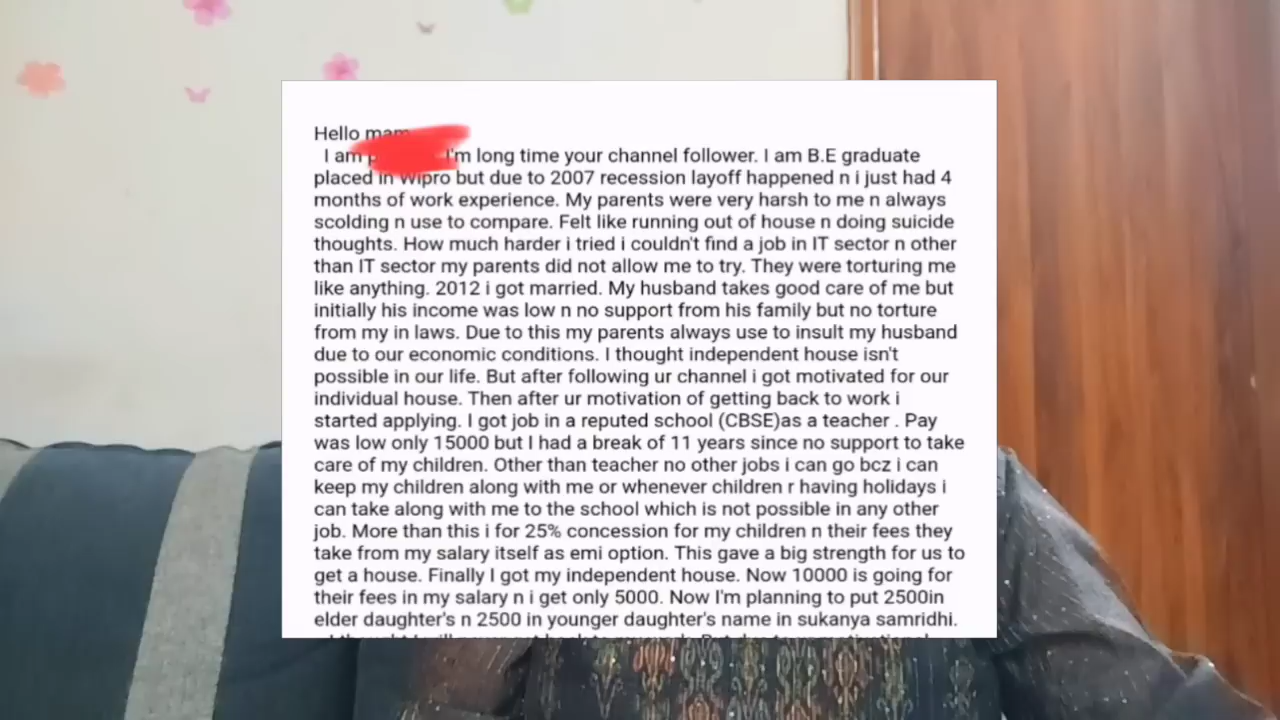 Hello mam
I am I'm long time your channel follower. I am B.E graduate
placed in Wipro but due to 2007 recession layoff happened n i just had 4
months of work experience. My parents were very harsh to me n always
scolding n use to compare. Felt like running out of house n doing suicide
thoughts. How much harder i tried i couldn't find a job in IT sector n other
than IT sector my parents did not allow me to try. They were torturing me
like anything. 2012 i got married. My husband takes good care of me but
initially his income was low n no support from his family but no torture
from my in laws. Due to this my parents always use to insult my husband
due to our economic conditions. I thought independent house isn't
possible in our life. But after following ur channel i got motivated for our
individual house. Then after ur motivation of getting back to work i
started applying. I got job in a reputed school (CBSE)as a teacher . Pay
was low only 15000 but I had a break of 11 years since no support to take
care of my children. Other than teacher no other jobs i can go bcz i can
keep my children along with me or whenever children r having holidays i
can take along with me to the school which is not possible in any other
job. More than this i for 25% concession for my children n their fees they
take from my salary itself as emi option. This gave a big strength for us to
get a house. Finally I got my independent house. Now 10000 is going for
their fees in my salary n i get only 5000. Now I'm planning to put 2500in
elder daughter's n 2500 in younger daughter's name in sukanya samridhi.